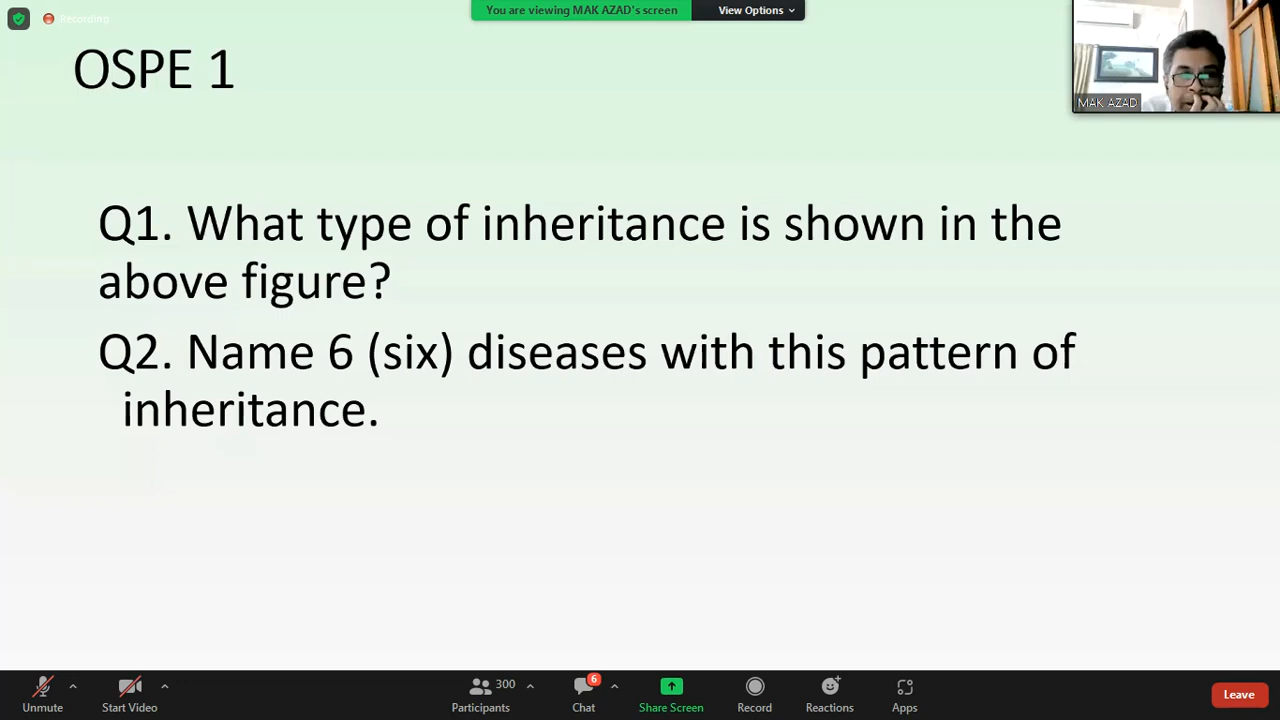 Recording
You are viewing MAK AZAD's screen
View Options
MAK AZAD
OSPE 1
Q1. What type of inheritance is shown in the
above figure?
Q2. Name 6 (six) diseases with this pattern of
inheritance.
Unmute
Start Video
300
Participants
6
Chat
Share Screen
Record
Reactions
Apps
Leave